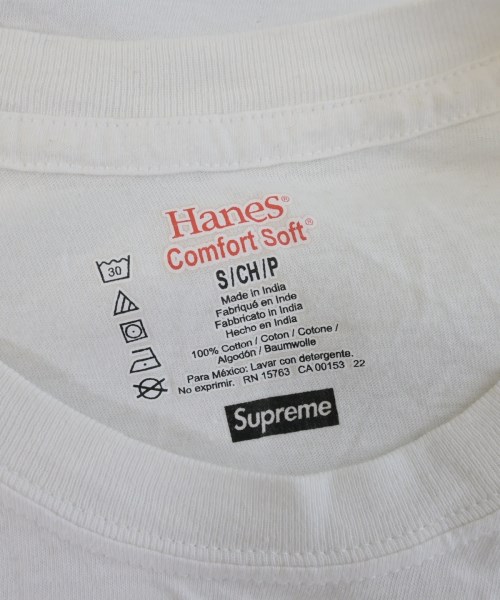 Hanes®
Comfort Soft®
S/CH/P
Made in India
Fabriqué en Inde
Fabbricato in India
Hecho en India
100% Cotton / Coton / Cotone /
Algodón / Baumwolle
Para México: Lavar con detergente.
No exprimir. RN 15763 CA 00153 22
30
Supreme